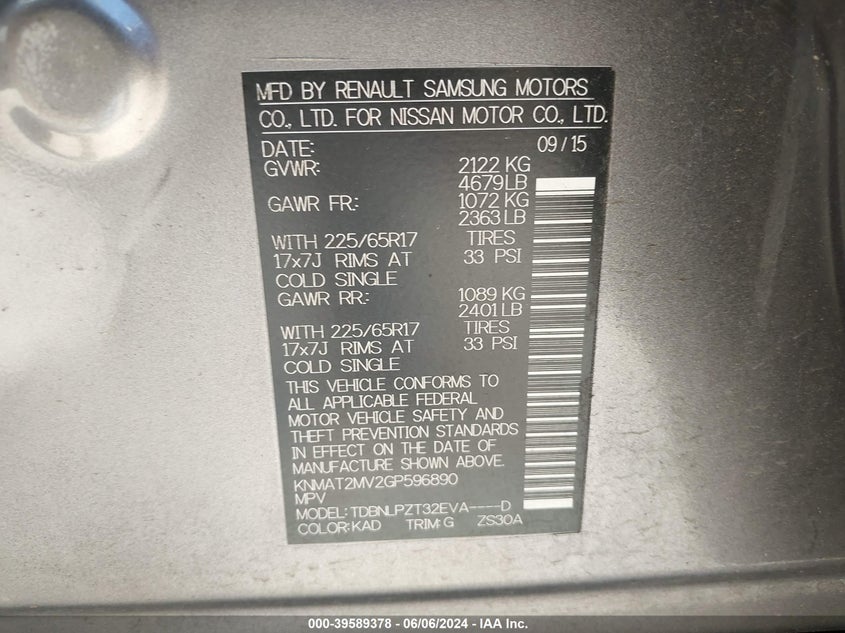 MFD BY RENAULT SAMSUNG MOTORS
CO., LTD. FOR NISSAN MOTOR CO., LTD.
DATE: 09/15
GVWR: 2122 KG
4679LB
GAWR FR.: 1072 KG
2363 LB
WITH 225/65R17 TIRES
17x7J RIMS AT 33 PSI
COLD SINGLE
GAWR RR.: 1089 KG
2401 LB
WITH 225/65R17 TIRES
17x7J RIMS AT 33 PSI
COLD SINGLE
THIS VEHICLE CONFORMS TO
ALL APPLICABLE FEDERAL
MOTOR VEHICLE SAFETY AND
THEFT PREVENTION STANDARDS
IN EFFECT ON THE DATE OF
MANUFACTURE SHOWN ABOVE.
KNMAT2MV2GP596890
MPV
MODEL: TDBNLPZT32EVA----D
COLOR: KAD TRIM: G ZS30A
000-39589378 - 06/06/2024 - IAA Inc.